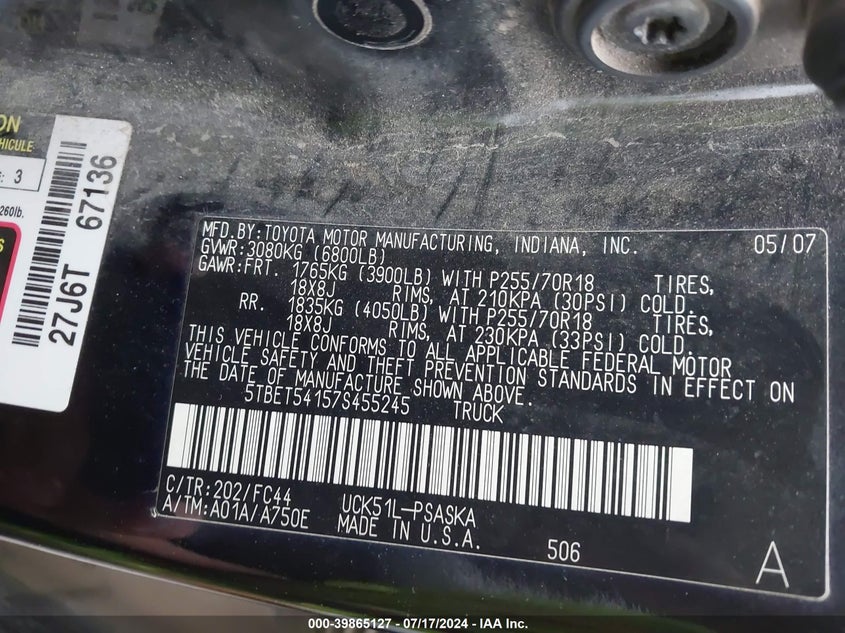 ON
HICULE
: 3
260lb.
S
27J6T 67136
MFD. BY: TOYOTA MOTOR MANUFACTURING, INDIANA, INC. 05/07
GVWR: 3080KG (6800LB)
GAWR: FRT. 1765KG (3900LB) WITH P255/70R18 TIRES,
18X8J RIMS, AT 210KPA (30PSI) COLD.
RR. 1835KG (4050LB) WITH P255/70R18 TIRES,
18X8J RIMS, AT 230KPA (33PSI) COLD.
THIS VEHICLE CONFORMS TO ALL APPLICABLE FEDERAL MOTOR
VEHICLE SAFETY AND THEFT PREVENTION STANDARDS IN EFFECT ON
THE DATE OF MANUFACTURE SHOWN ABOVE.
5TBET54157S455245 TRUCK
C/TR: 202/FC44 UCK51L-PSASKA
A/TM: A01A/A750E MADE IN U.S.A. 506 A
000-39865127 - 07/17/2024 - IAA Inc.